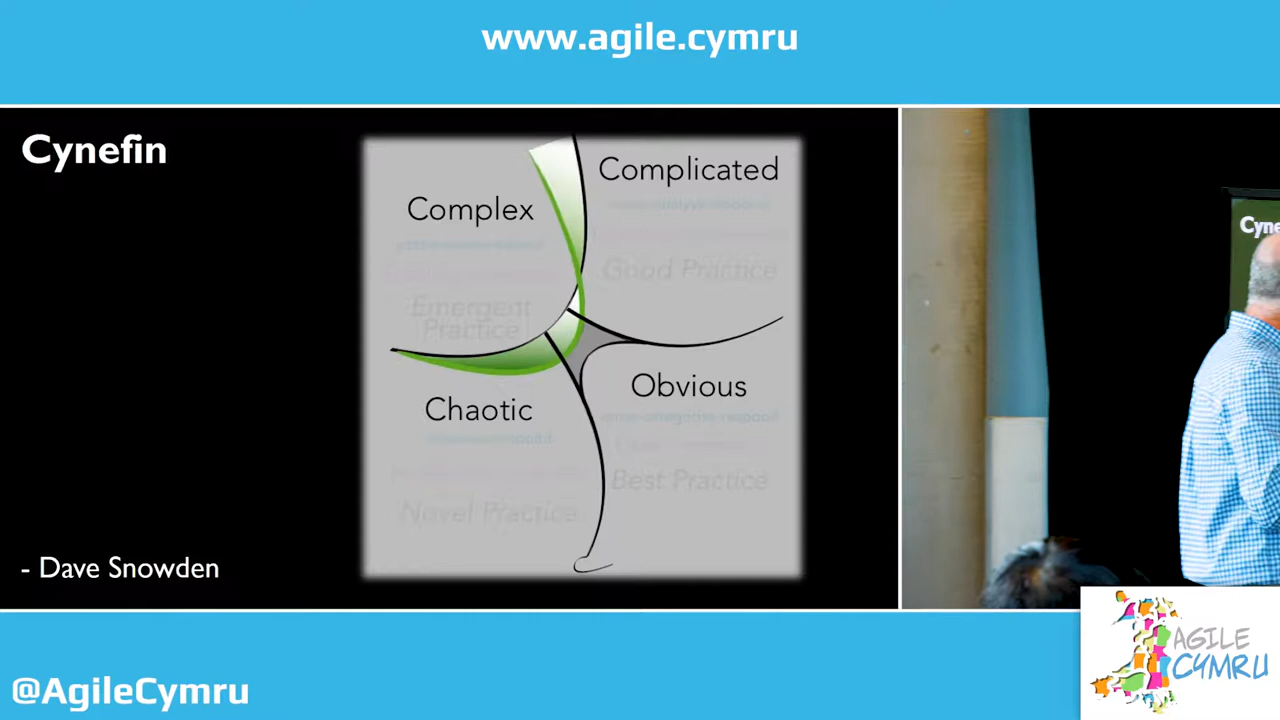 www.agile.cymru
Cynefin
Complicated
Complex
Good Practice
Emergent
Practice
Obvious
Chaotic
Best Practice
Novel Practice
- Dave Snowden
Cyne
@AgileCymru
AGILE
CYMRU